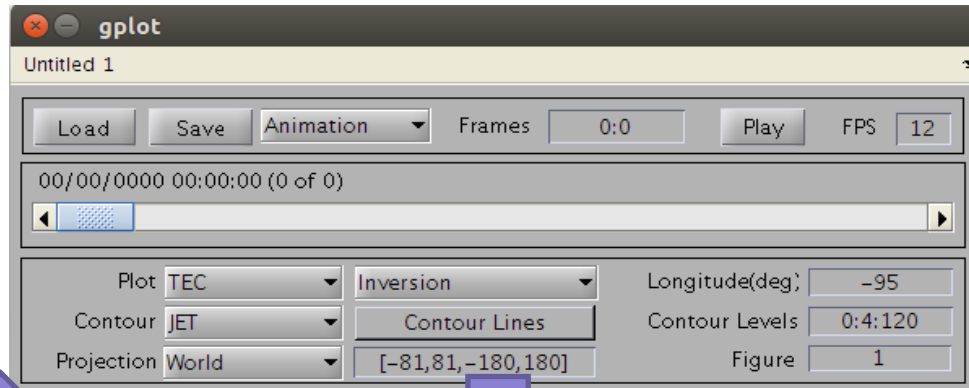 gplot
Untitled 1
Load Save Animation Frames 0:0 Play FPS 12
00/00/0000 00:00:00 (0 of 0)
Plot TEC Inversion Longitude(deg) -95
Contour JET Contour Lines Contour Levels 0:4:120
Projection World [-81,81,-180,180] Figure 1